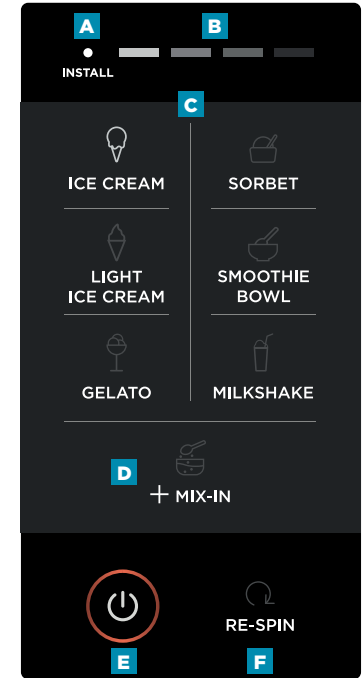 A
B
INSTALL
C
ICE CREAM
SORBET
LIGHT
ICE CREAM
SMOOTHIE
BOWL
GELATO
MILKSHAKE
D
+ MIX-IN
RE-SPIN
E
F